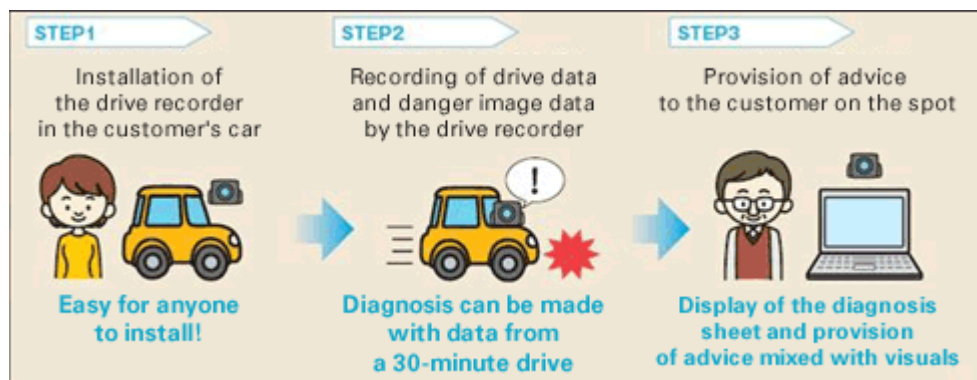 STEP1
Installation of
the drive recorder
in the customer's car
Easy for anyone
to install!
STEP2
Recording of drive data
and danger image data
by the drive recorder
!
Diagnosis can be made
with data from
a 30-minute drive
STEP3
Provision of advice
to the customer on the spot
Display of the diagnosis
sheet and provision
of advice mixed with visuals